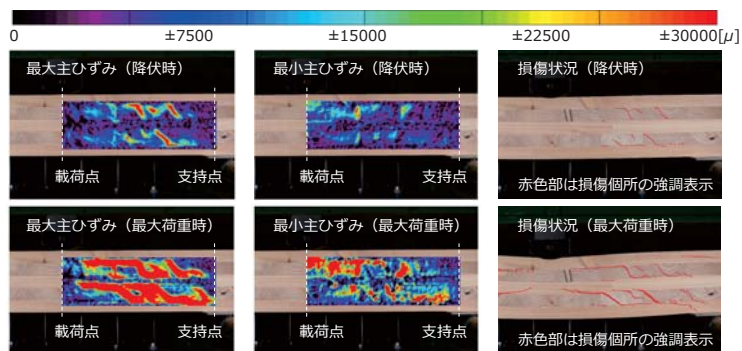 0 ±7500 ±15000 ±22500 ±30000[μ]
最大主ひずみ（降伏時）
最小主ひずみ（降伏時）
損傷状況（降伏時）
載荷点 支持点
載荷点 支持点
赤色部は損傷個所の強調表示
最大主ひずみ（最大荷重時）
最小主ひずみ（最大荷重時）
損傷状況（最大荷重時）
載荷点 支持点
載荷点 支持点
赤色部は損傷個所の強調表示